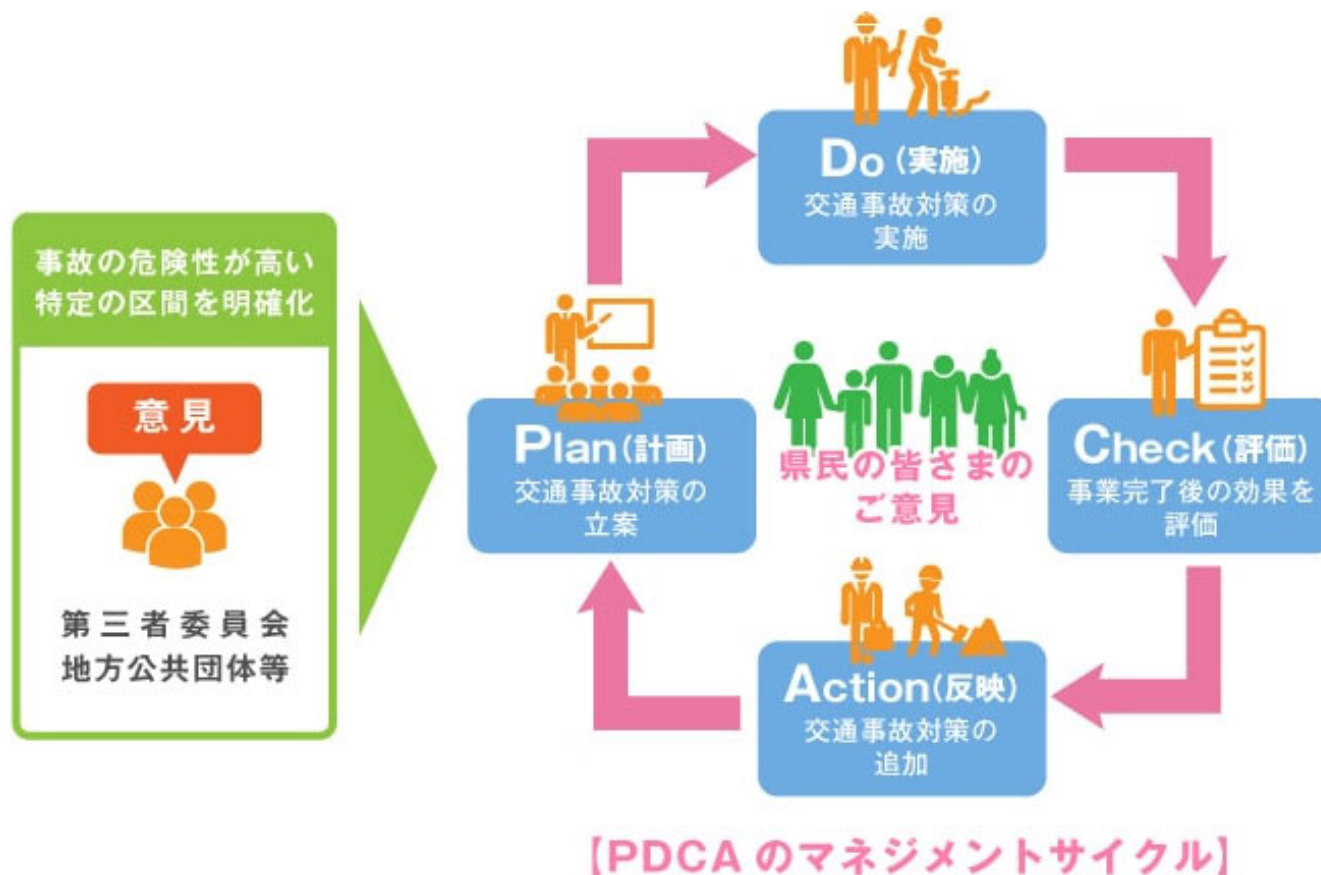 事故の危険性が高い
特定の区間を明確化
意見
第三者委員会
地方公共団体等
Plan(計画)
交通事故対策の
立案
Do(実施)
交通事故対策の
実施
Check(評価)
事業完了後の効果を
評価
Action(反映)
交通事故対策の
追加
県民の皆さまの
ご意見
【PDCAのマネジメントサイクル】